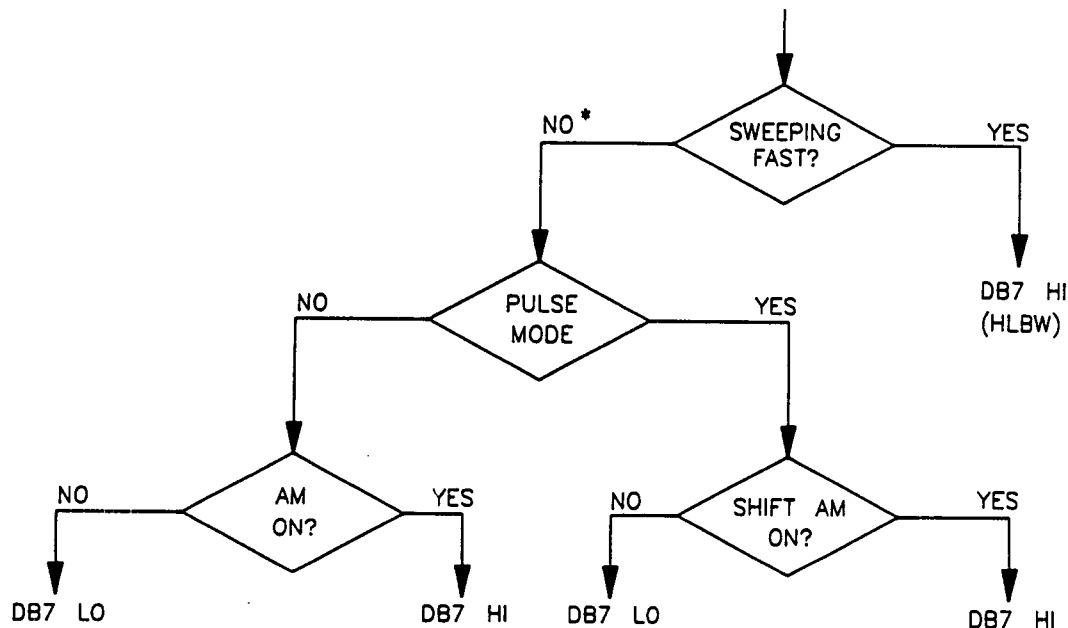 SWEEPING
FAST?
NO*
YES
DB7 HI
(HLBW)
PULSE
MODE
NO
YES
AM
ON?
NO
YES
DB7 LO
DB7 HI
SHIFT AM
ON?
NO
YES
DB7 LO
DB7 HI